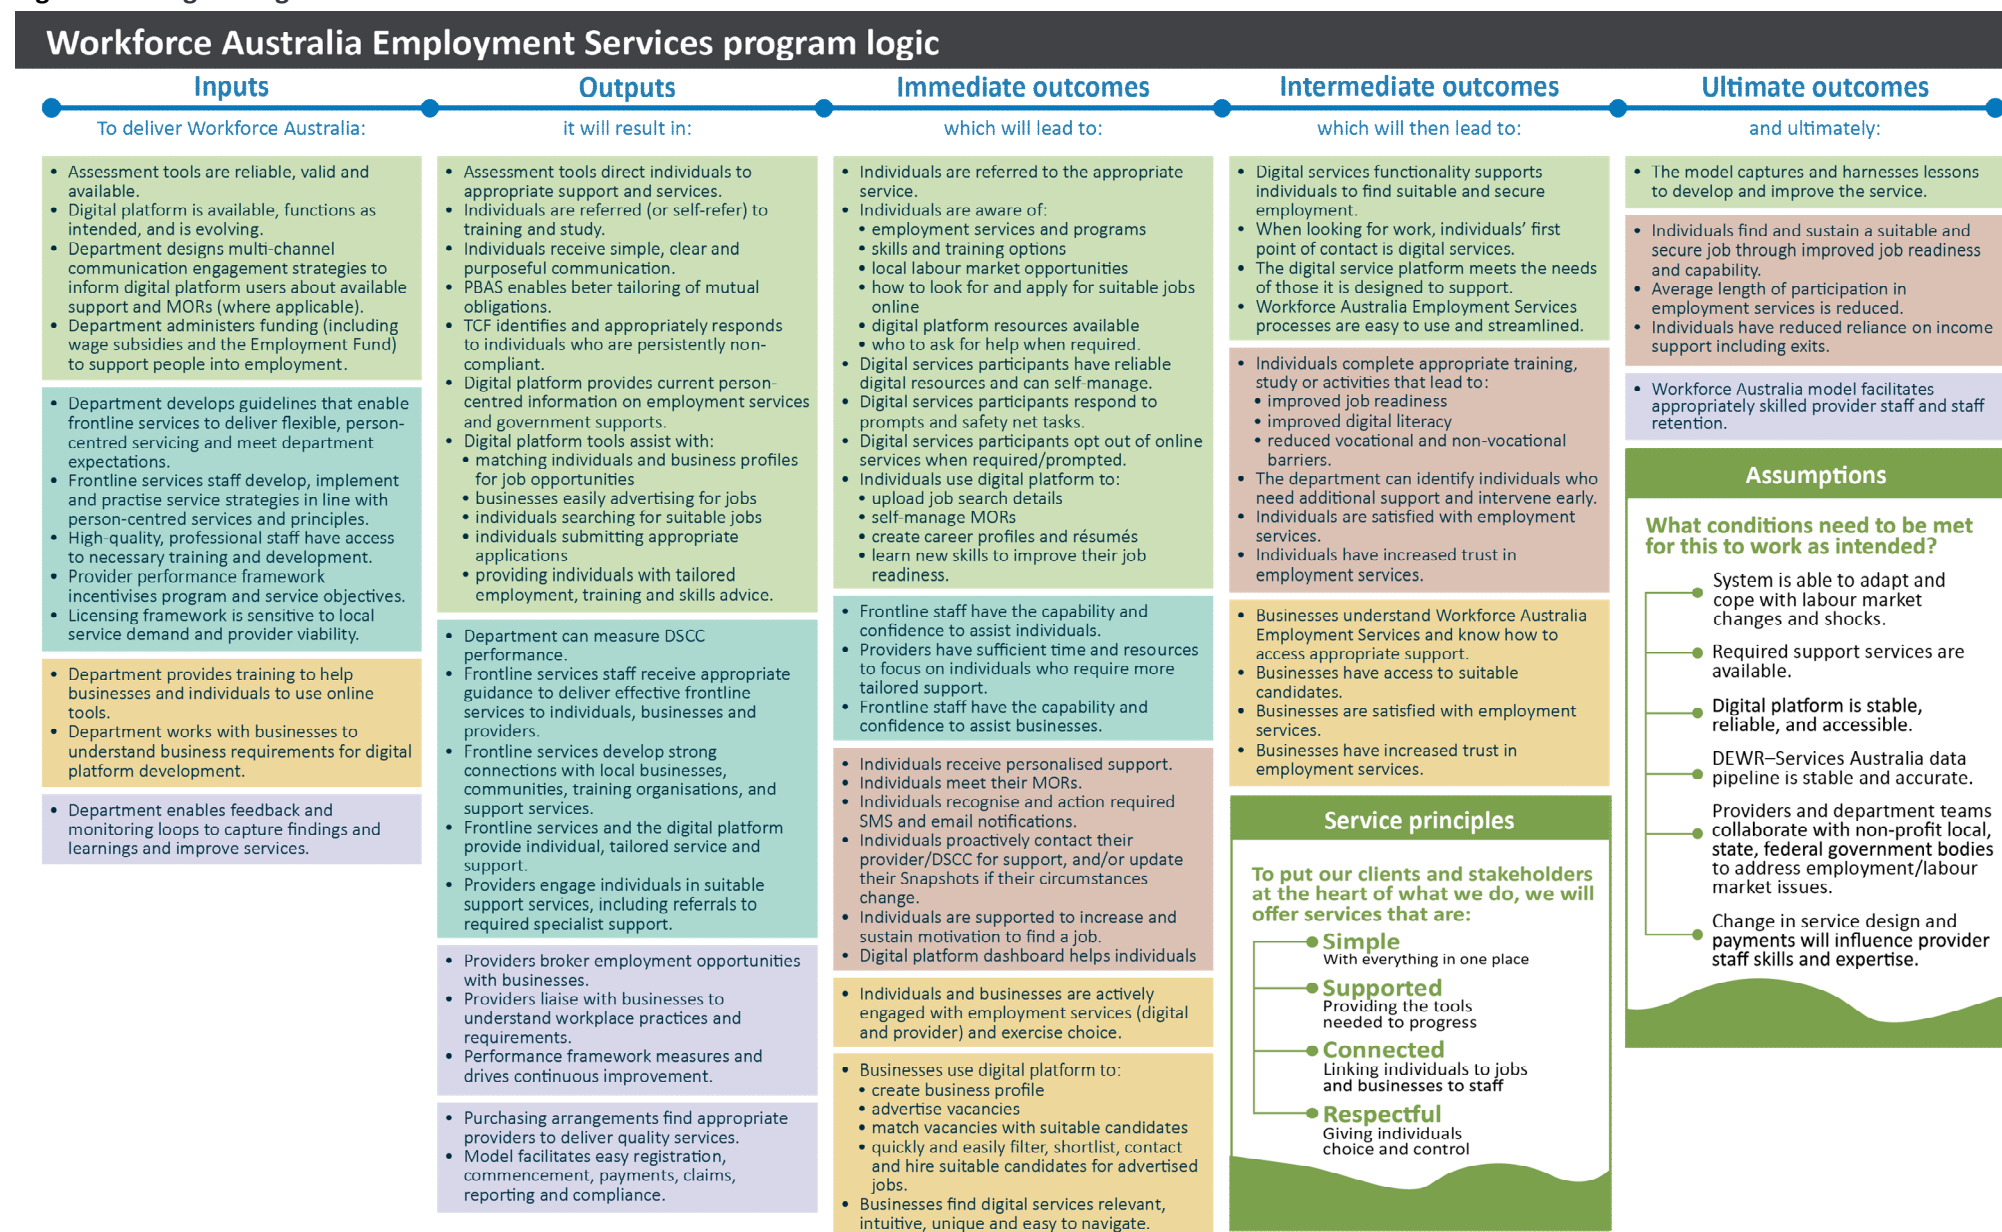 Workforce Australia Employment Services program logic
Inputs
To deliver Workforce Australia:
• Assessment tools are reliable, valid and
available.
• Digital platform is available, functions as
intended, and is evolving.
• Department designs multi-channel
communication engagement strategies to
inform digital platform users about available
support and MORs (where applicable).
• Department administers funding (including
wage subsidies and the Employment Fund)
to support people into employment.
• Department develops guidelines that enable
frontline services to deliver flexible, person-
centred servicing and meet department
expectations.
• Frontline services staff develop, implement
and practise service strategies in line with
person-centred services and principles.
• High-quality, professional staff have access
to necessary training and development.
• Provider performance framework
incentivises program and service objectives.
• Licensing framework is sensitive to local
service demand and provider viability.
• Department provides training to help
businesses and individuals to use online
tools.
• Department works with businesses to
understand business requirements for digital
platform development.
• Department enables feedback and
monitoring loops to capture findings and
learnings and improve services.
Outputs
it will result in:
• Assessment tools direct individuals to
appropriate support and services.
• Individuals are referred (or self-refer) to
training and study.
• Individuals receive simple, clear and
purposeful communication.
• PBAS enables beter tailoring of mutual
obligations.
• TCF identifies and appropriately responds
to individuals who are persistently non-
compliant.
• Digital platform provides current person-
centred information on employment services
and government supports.
• Digital platform tools assist with:
• matching individuals and business profiles
for job opportunities
• businesses easily advertising for jobs
• individuals searching for suitable jobs
• individuals submitting appropriate
applications
• providing individuals with tailored
employment, training and skills advice.
• Department can measure DSCC
performance.
• Frontline services staff receive appropriate
guidance to deliver effective frontline
services to individuals, businesses and
providers.
• Frontline services develop strong
connections with local businesses,
communities, training organisations, and
support services.
• Frontline services and the digital platform
provide individual, tailored service and
support.
• Providers engage individuals in suitable
support services, including referrals to
required specialist support.
• Providers broker employment opportunities
with businesses.
• Providers liaise with businesses to
understand workplace practices and
requirements.
• Performance framework measures and
drives continuous improvement.
• Purchasing arrangements find appropriate
providers to deliver quality services.
• Model facilitates easy registration,
commencement, payments, claims,
reporting and compliance.
Immediate outcomes
which will lead to:
• Individuals are referred to the appropriate
service.
• Individuals are aware of:
• employment services and programs
• skills and training options
• local labour market opportunities
• how to look for and apply for suitable jobs
online
• digital platform resources available
• who to ask for help when required.
• Digital services participants have reliable
digital resources and can self-manage.
• Digital services participants respond to
prompts and safety net tasks.
• Digital services participants opt out of online
services when required/prompted.
• Individuals use digital platform to:
• upload job search details
• self-manage MORs
• create career profiles and résumés
• learn new skills to improve their job
readiness.
• Frontline staff have the capability and
confidence to assist individuals.
• Providers have sufficient time and resources
to focus on individuals who require more
tailored support.
• Frontline staff have the capability and
confidence to assist businesses.
• Individuals receive personalised support.
• Individuals meet their MORs.
• Individuals recognise and action required
SMS and email notifications.
• Individuals proactively contact their
provider/DSCC for support, and/or update
their Snapshots if their circumstances
change.
• Individuals are supported to increase and
sustain motivation to find a job.
• Digital platform dashboard helps individuals
• Individuals and businesses are actively
engaged with employment services (digital
and provider) and exercise choice.
• Businesses use digital platform to:
• create business profile
• advertise vacancies
• match vacancies with suitable candidates
• quickly and easily filter, shortlist, contact
and hire suitable candidates for advertised
jobs.
• Businesses find digital services relevant,
intuitive, unique and easy to navigate.
Intermediate outcomes
which will then lead to:
• Digital services functionality supports
individuals to find suitable and secure
employment.
• When looking for work, individuals’ first
point of contact is digital services.
• The digital service platform meets the needs
of those it is designed to support.
• Workforce Australia Employment Services
processes are easy to use and streamlined.
• Individuals complete appropriate training,
study or activities that lead to:
• improved job readiness
• improved digital literacy
• reduced vocational and non-vocational
barriers.
• The department can identify individuals who
need additional support and intervene early.
• Individuals are satisfied with employment
services.
• Individuals have increased trust in
employment services.
• Businesses understand Workforce Australia
Employment Services and know how to
access appropriate support.
• Businesses have access to suitable
candidates.
• Businesses are satisfied with employment
services.
• Businesses have increased trust in
employment services.
Service principles
To put our clients and stakeholders
at the heart of what we do, we will
offer services that are:
Simple
With everything in one place
Supported
Providing the tools
needed to progress
Connected
Linking individuals to jobs
and businesses to staff
Respectful
Giving individuals
choice and control
Ultimate outcomes
and ultimately:
• The model captures and harnesses lessons
to develop and improve the service.
• Individuals find and sustain a suitable and
secure job through improved job readiness
and capability.
• Average length of participation in
employment services is reduced.
• Individuals have reduced reliance on income
support including exits.
• Workforce Australia model facilitates
appropriately skilled provider staff and staff
retention.
Assumptions
What conditions need to be met
for this to work as intended?
System is able to adapt and
cope with labour market
changes and shocks.
Required support services are
available.
Digital platform is stable,
reliable, and accessible.
DEWR–Services Australia data
pipeline is stable and accurate.
Providers and department teams
collaborate with non-profit local,
state, federal government bodies
to address employment/labour
market issues.
Change in service design and
payments will influence provider
staff skills and expertise.